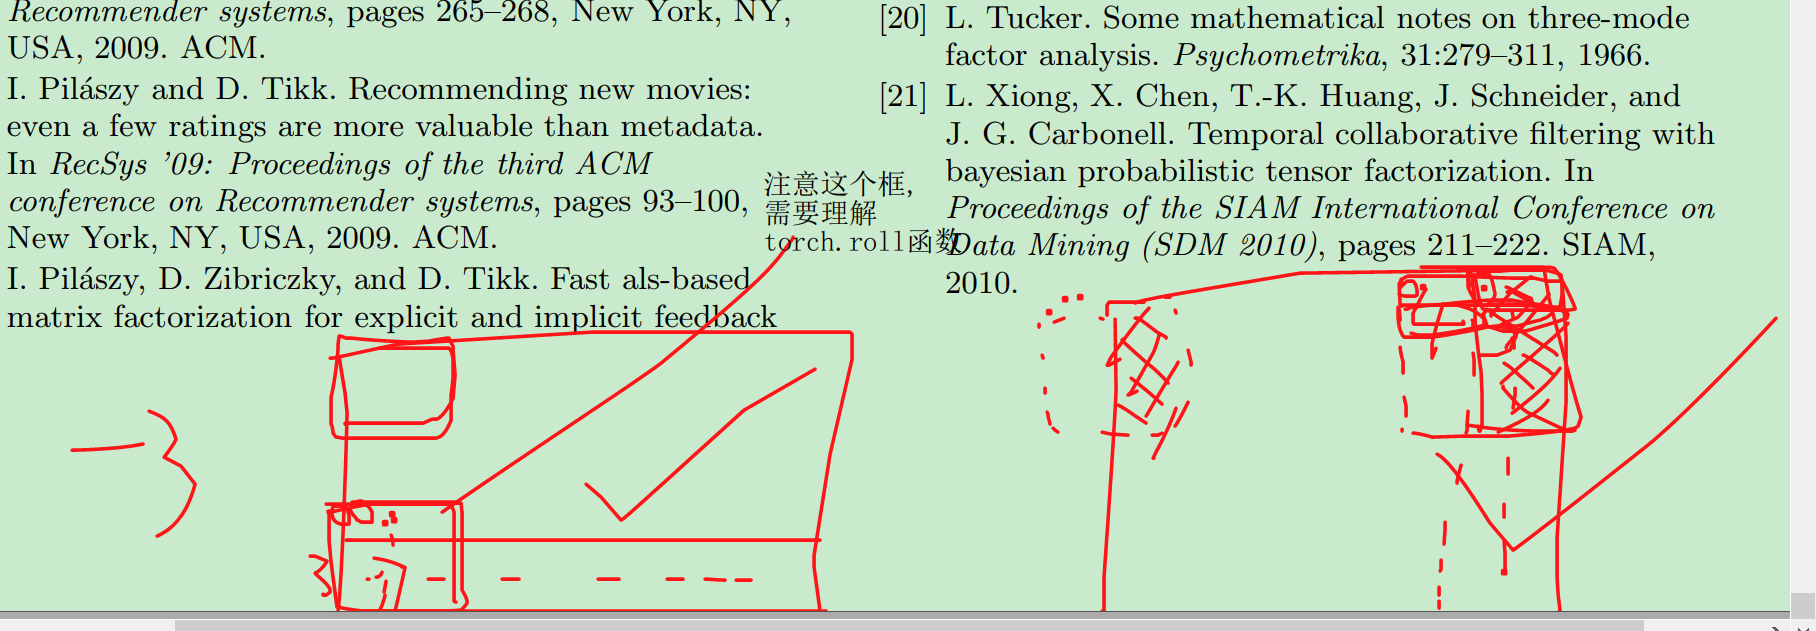 Recommender systems, pages 265–268, New York, NY,
USA, 2009. ACM.
I. Pilászy and D. Tikk. Recommending new movies:
even a few ratings are more valuable than metadata.
In RecSys ’09: Proceedings of the third ACM
conference on Recommender systems, pages 93–100,
New York, NY, USA, 2009. ACM.
I. Pilászy, D. Zibriczky, and D. Tikk. Fast als-based
matrix factorization for explicit and implicit feedback
注意这个框，
需要理解
torch.roll函数
[20] L. Tucker. Some mathematical notes on three-mode
factor analysis. Psychometrika, 31:279–311, 1966.
[21] L. Xiong, X. Chen, T.-K. Huang, J. Schneider, and
J. G. Carbonell. Temporal collaborative filtering with
bayesian probabilistic tensor factorization. In
Proceedings of the SIAM International Conference on
Data Mining (SDM 2010), pages 211–222. SIAM,
2010.